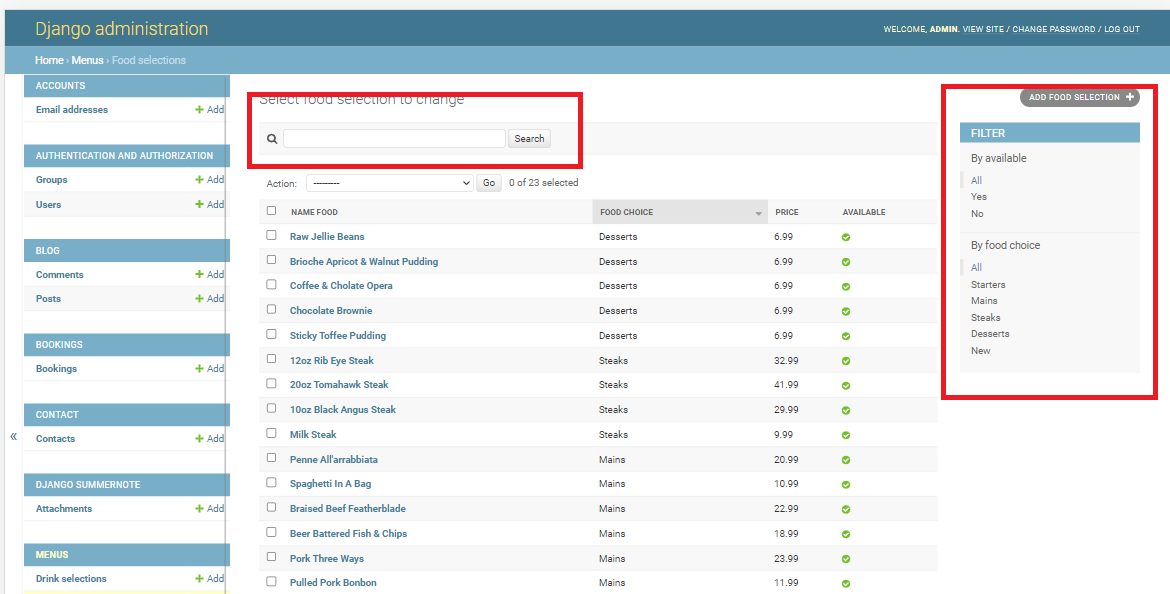 Django administration
WELCOME, ADMIN. VIEW SITE / CHANGE PASSWORD / LOG OUT
Home › Menus › Food selections
ACCOUNTS
Email addresses + Add
AUTHENTICATION AND AUTHORIZATION
Groups + Add
Users + Add
BLOG
Comments + Add
Posts + Add
BOOKINGS
Bookings + Add
CONTACT
Contacts + Add
«
DJANGO SUMMERNOTE
Attachments + Add
MENUS
Drink selections + Add
Select food selection to change
Search
Action: --------- Go 0 of 23 selected
NAME FOOD FOOD CHOICE PRICE AVAILABLE
Raw Jellie Beans Desserts 6.99
Brioche Apricot & Walnut Pudding Desserts 6.99
Coffee & Cholate Opera Desserts 6.99
Chocolate Brownie Desserts 6.99
Sticky Toffee Pudding Desserts 6.99
12oz Rib Eye Steak Steaks 32.99
20oz Tomahawk Steak Steaks 41.99
10oz Black Angus Steak Steaks 29.99
Milk Steak Steaks 9.99
Penne All'arrabbiata Mains 20.99
Spaghetti In A Bag Mains 10.99
Braised Beef Featherblade Mains 22.99
Beer Battered Fish & Chips Mains 18.99
Pork Three Ways Mains 23.99
Pulled Pork Bonbon Mains 11.99
ADD FOOD SELECTION +
FILTER
By available
All
Yes
No
By food choice
All
Starters
Mains
Steaks
Desserts
New